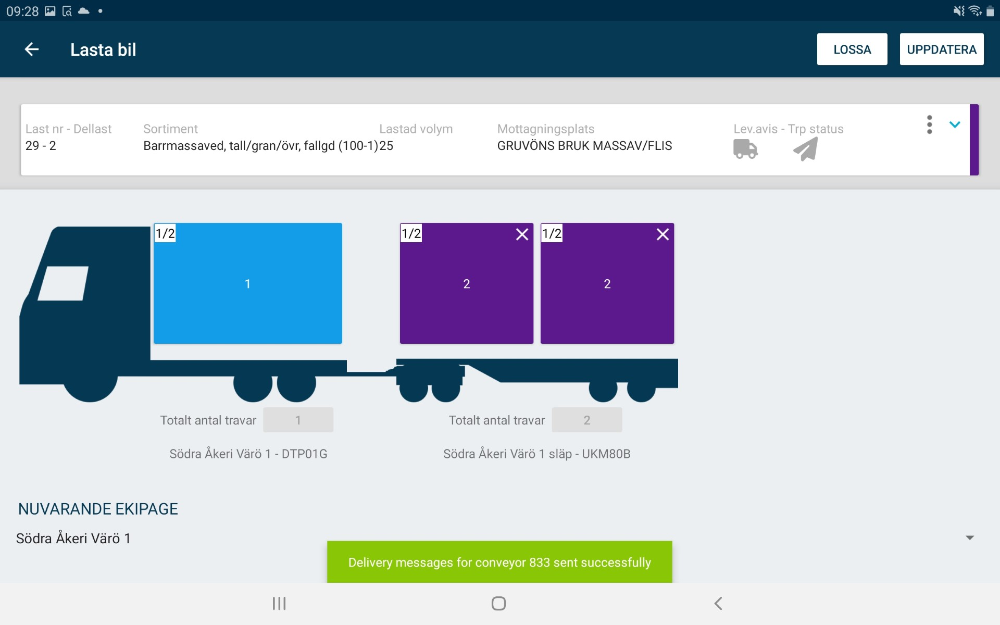 09:28
Lasta bil
LOSSA
UPPDATERA
Last nr - Dellast
29 - 2
Sortiment
Barrmassaved, tall/gran/övr, fallgd (100-1)
Lastad volym
25
Mottagningsplats
GRUVÖNS BRUK MASSAV/FLIS
Lev.avis - Trp status
1/2
1
1/2
2
1/2
2
Totalt antal travar 1
Totalt antal travar 2
Södra Åkeri Värö 1 - DTP01G
Södra Åkeri Värö 1 släp - UKM80B
NUVARANDE EKIPAGE
Södra Åkeri Värö 1
Delivery messages for conveyor 833 sent successfully